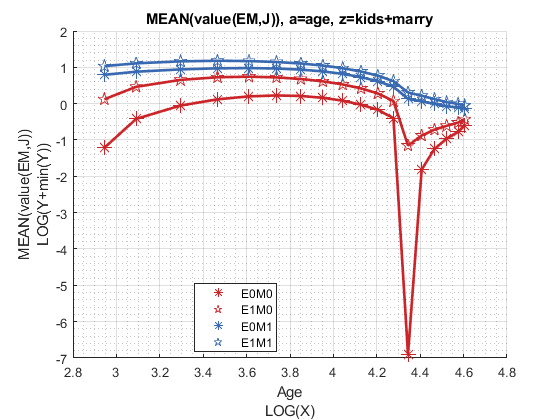 MEAN(value(EM,J)), a=age, z=kids+marry
MEAN(value(EM,J))
LOG(Y+min(Y))
2
1
0
-1
-2
-3
-4
-5
-6
-7
E0M0
E1M0
E0M1
E1M1
2.8
3
3.2
3.4
3.6
3.8
4
4.2
4.4
4.6
4.8
Age
LOG(X)